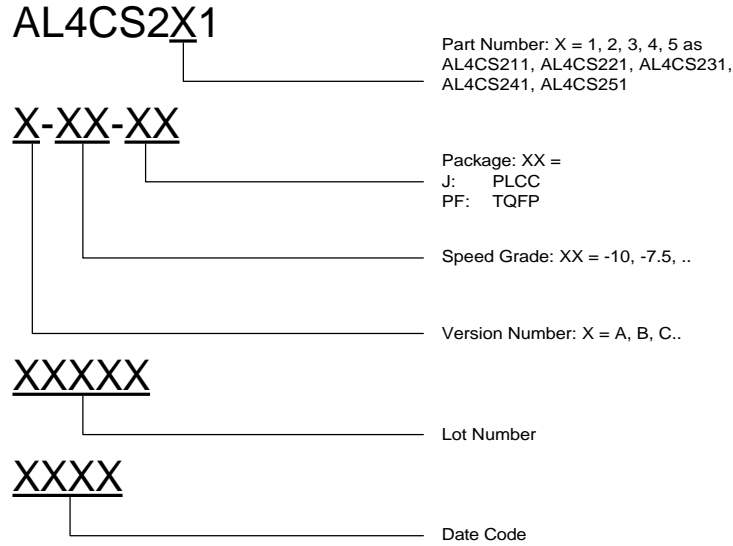 AL4CS2X1
Part Number: X = 1, 2, 3, 4, 5 as
AL4CS211, AL4CS221, AL4CS231,
AL4CS241, AL4CS251
X-XX-XX
Package: XX =
J: PLCC
PF: TQFP
Speed Grade: XX = -10, -7.5, ..
Version Number: X = A, B, C..
XXXXX
Lot Number
XXXX
Date Code